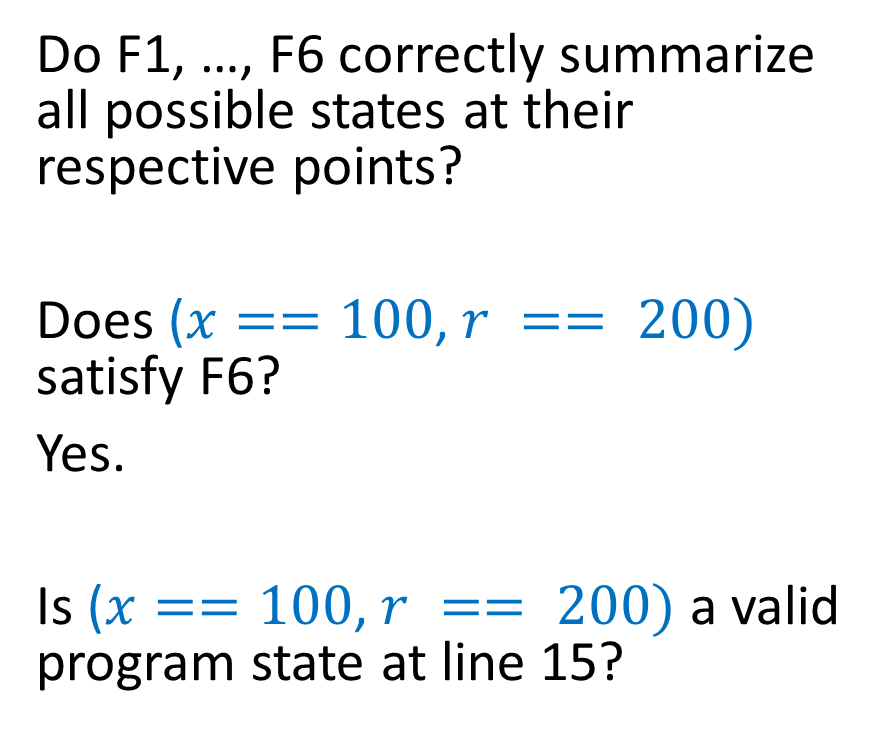 Do F1, …, F6 correctly summarize
all possible states at their
respective points?
Does (x == 100, r == 200)
satisfy F6?
Yes.
Is (x == 100, r == 200) a valid
program state at line 15?